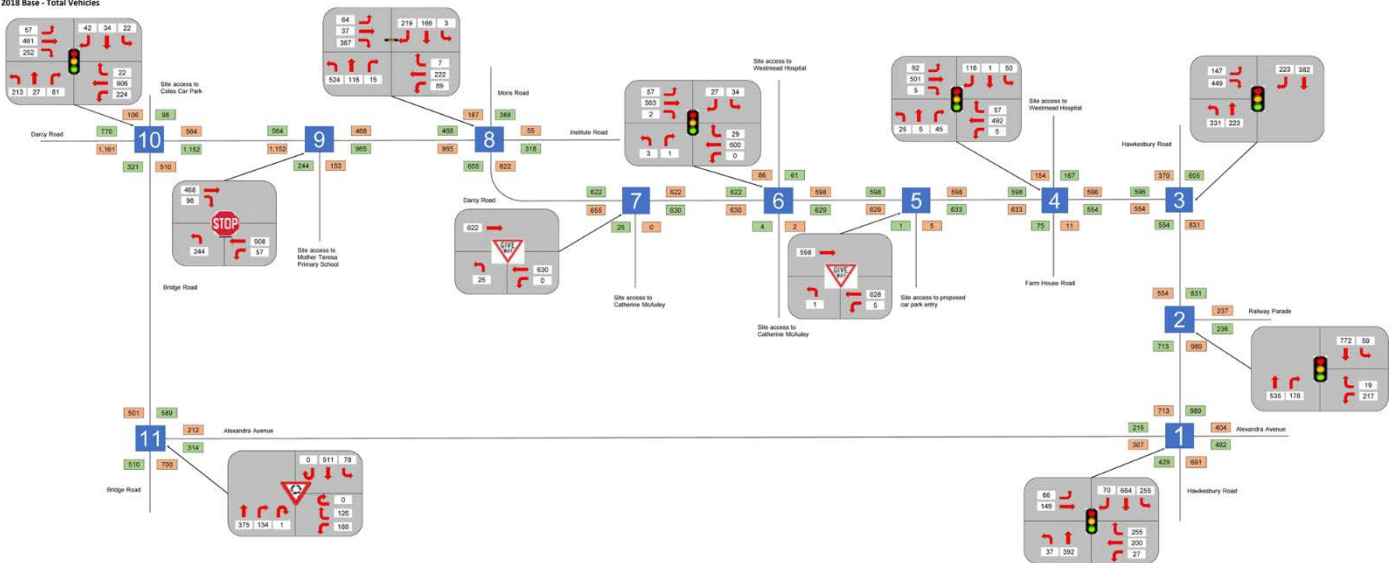 2018 Base - Total Vehicles
57
461
252
42 34 22
213 27 81
22
906
224
64
37
367
219 166 3
524 116 15
7
222
89
57
563
2
27 34
3 1
29
600
0
92
501
5
116 1 50
25 5 45
57
492
5
147
449
223 382
331 223
Site access to
Coles Car Park
Mons Road
Site access to
Westmead Hospital
Site access to
Westmead Hospital
Hawkesbury Road
106 98
Darcy Road
770 10 564
1,161 1,152
321 510
564 9 468
1,152 965
244 153
187 388
468 8 55
965 318
655 622
Institute Road
Darcy Road
622 7 622
655 630
25 0
86 61
622 6 598
630 629
4 2
598 5 598
629 633
1 5
154 167
598 4 596
633 554
75 11
370 605
596 3
554
554 831
468
96
STOP
244
908
57
Site access to
Mother Teresa
Primary School
Bridge Road
622
GIVE
WAY
25
630
0
Site access to
Catherine McAuley
Site access to
Catherine McAuley
598
GIVE
WAY
1
628
5
Site access to proposed
car park entry
Farm House Road
554 831
2 237
236
Railway Parade
713 989
772 59
535 178
19
217
501 589
11 212
314
Alexandra Avenue
510 700
Bridge Road
0 511 78
375 134 1
0
126
188
713 989
215 1 404
307 482
Alexandra Avenue
429 691
Hawkesbury Road
66
149
70 664 255
37 392
255
200
27